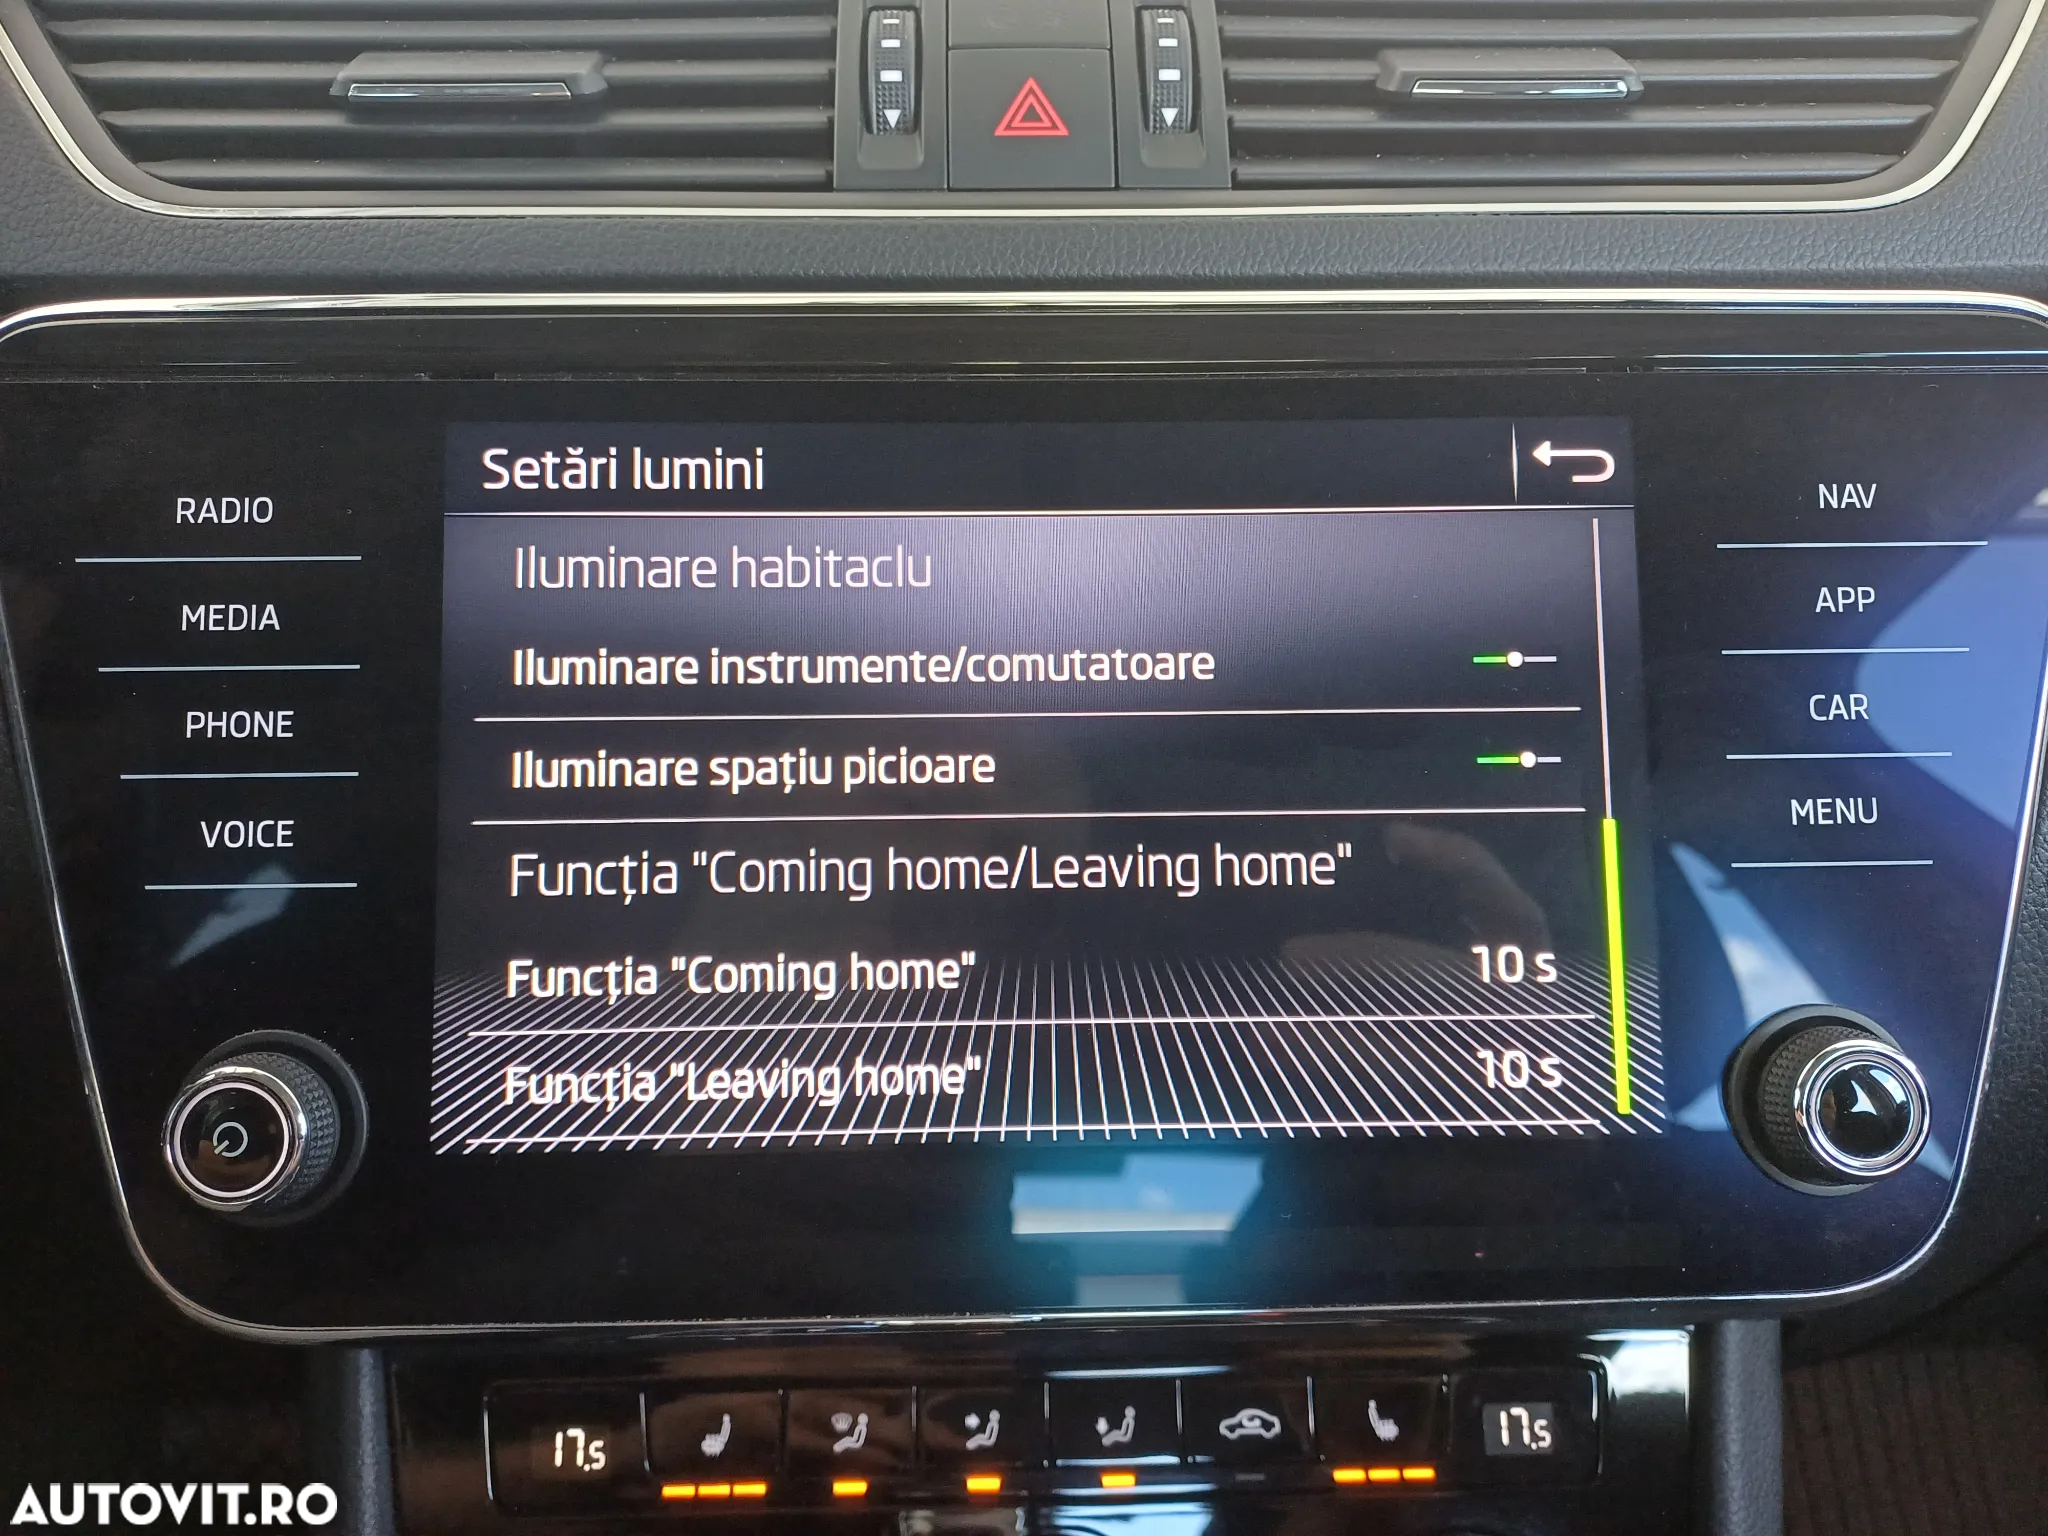 Setări lumini
RADIO
MEDIA
PHONE
VOICE
Iluminare habitaclu
Iluminare instrumente/comutatoare
Iluminare spațiu picioare
Funcția "Coming home/Leaving home"
Funcția "Coming home" 10 s
Funcția "Leaving home" 10 s
NAV
APP
CAR
MENU
17.5
17.5
AUTOVIT.RO